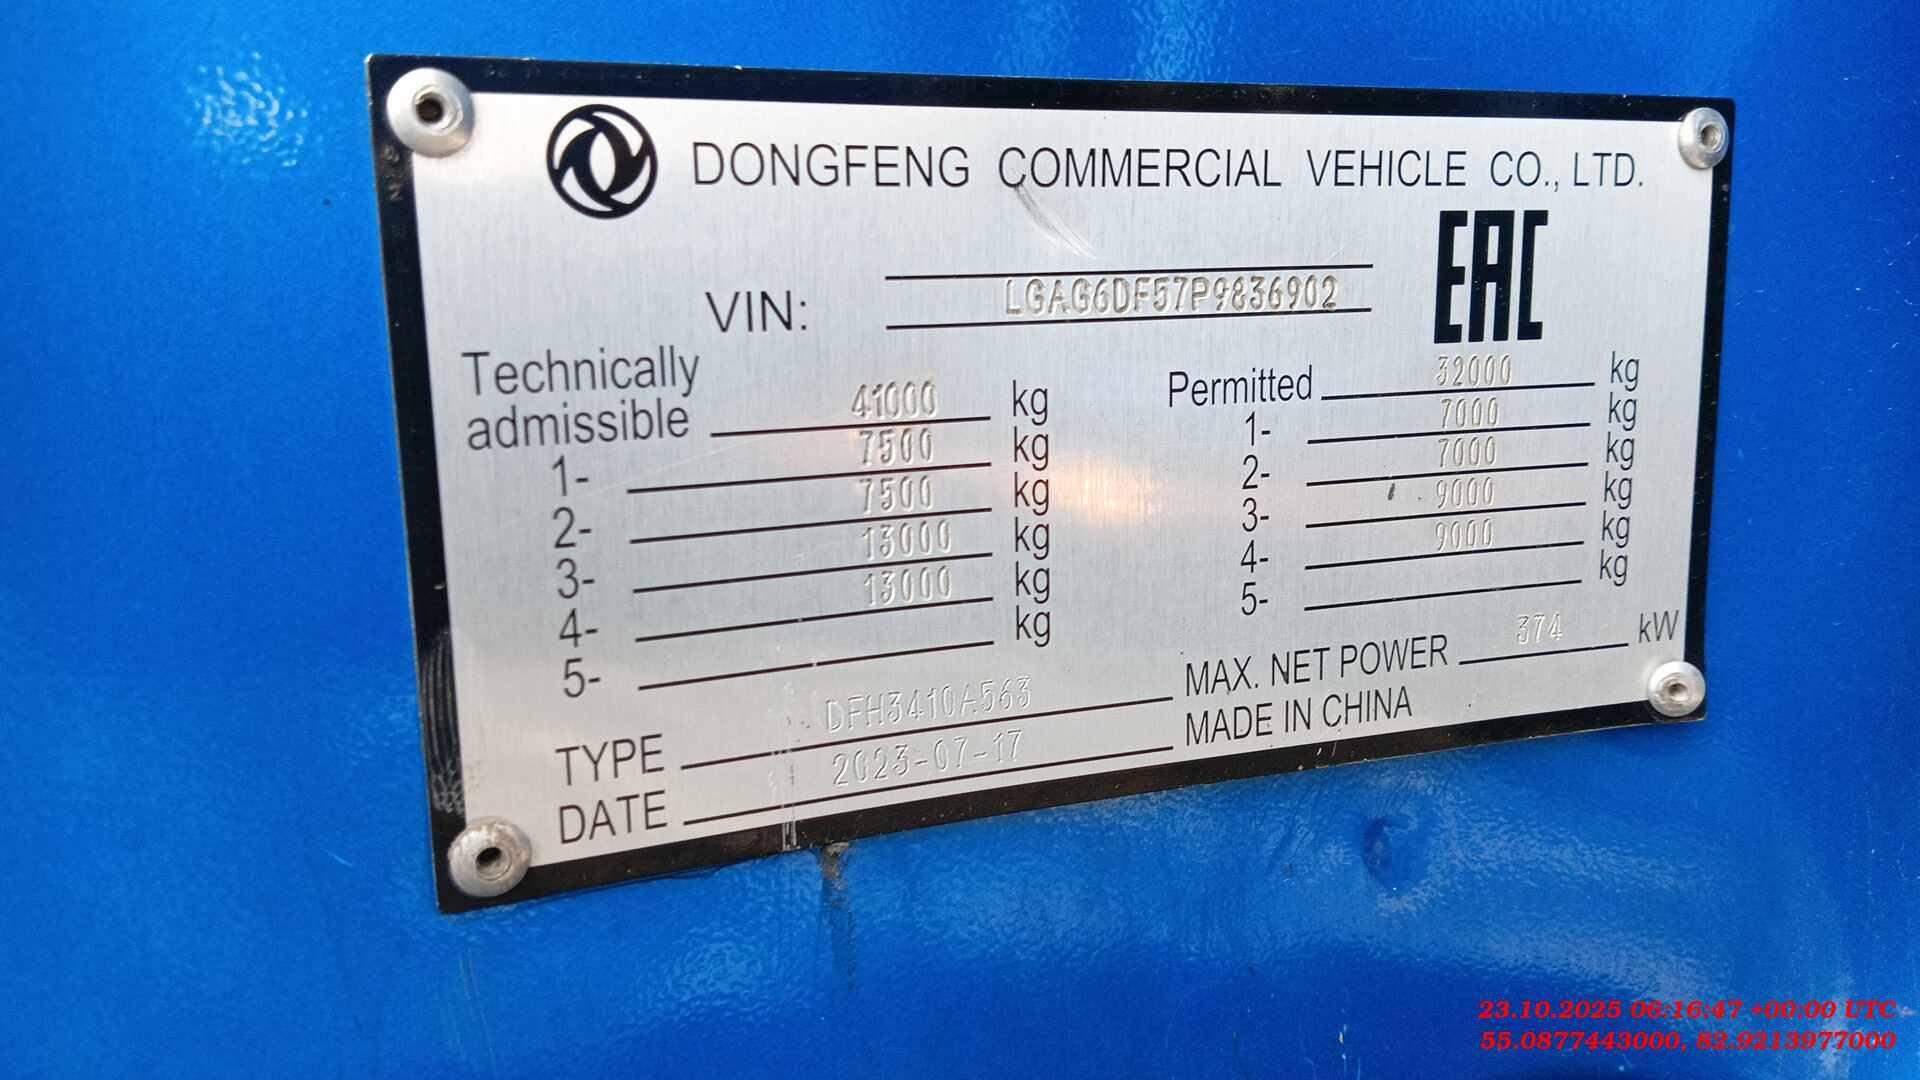 DONGFENG COMMERCIAL VEHICLE CO., LTD.
EAC
VIN: LGAG6DF57P9836902
Technically
admissible 41000 kg
1- 7500 kg
2- 7500 kg
3- 13000 kg
4- 13000 kg
5- kg
Permitted 32000 kg
1- 7000 kg
2- 7000 kg
3- 9000 kg
4- 9000 kg
5- kg
MAX. NET POWER 374 kW
MADE IN CHINA
TYPE DFH3410A563
DATE 2023-07-17
23.10.2025 06:16:47 +00:00 UTC
55.0877443000, 82.9213977000